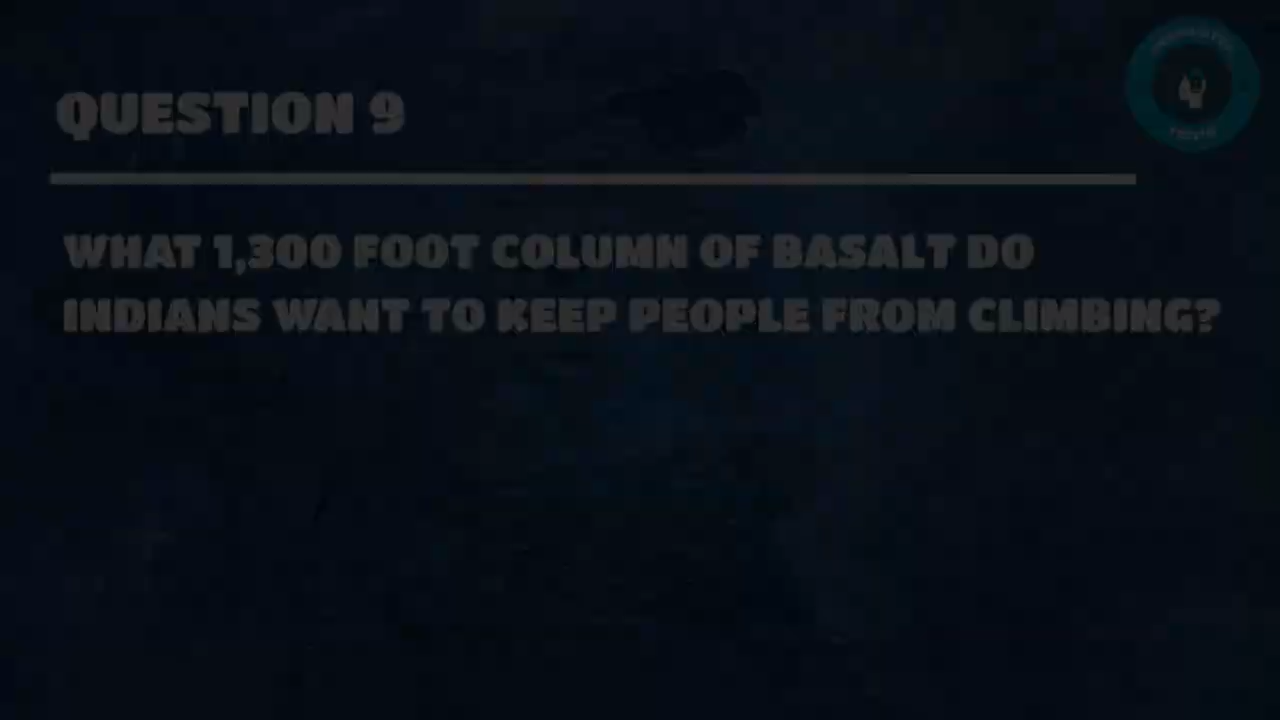 QUESTION 9
WHAT 1,300 FOOT COLUMN OF BASALT DO
INDIANS WANT TO KEEP PEOPLE FROM CLIMBING?